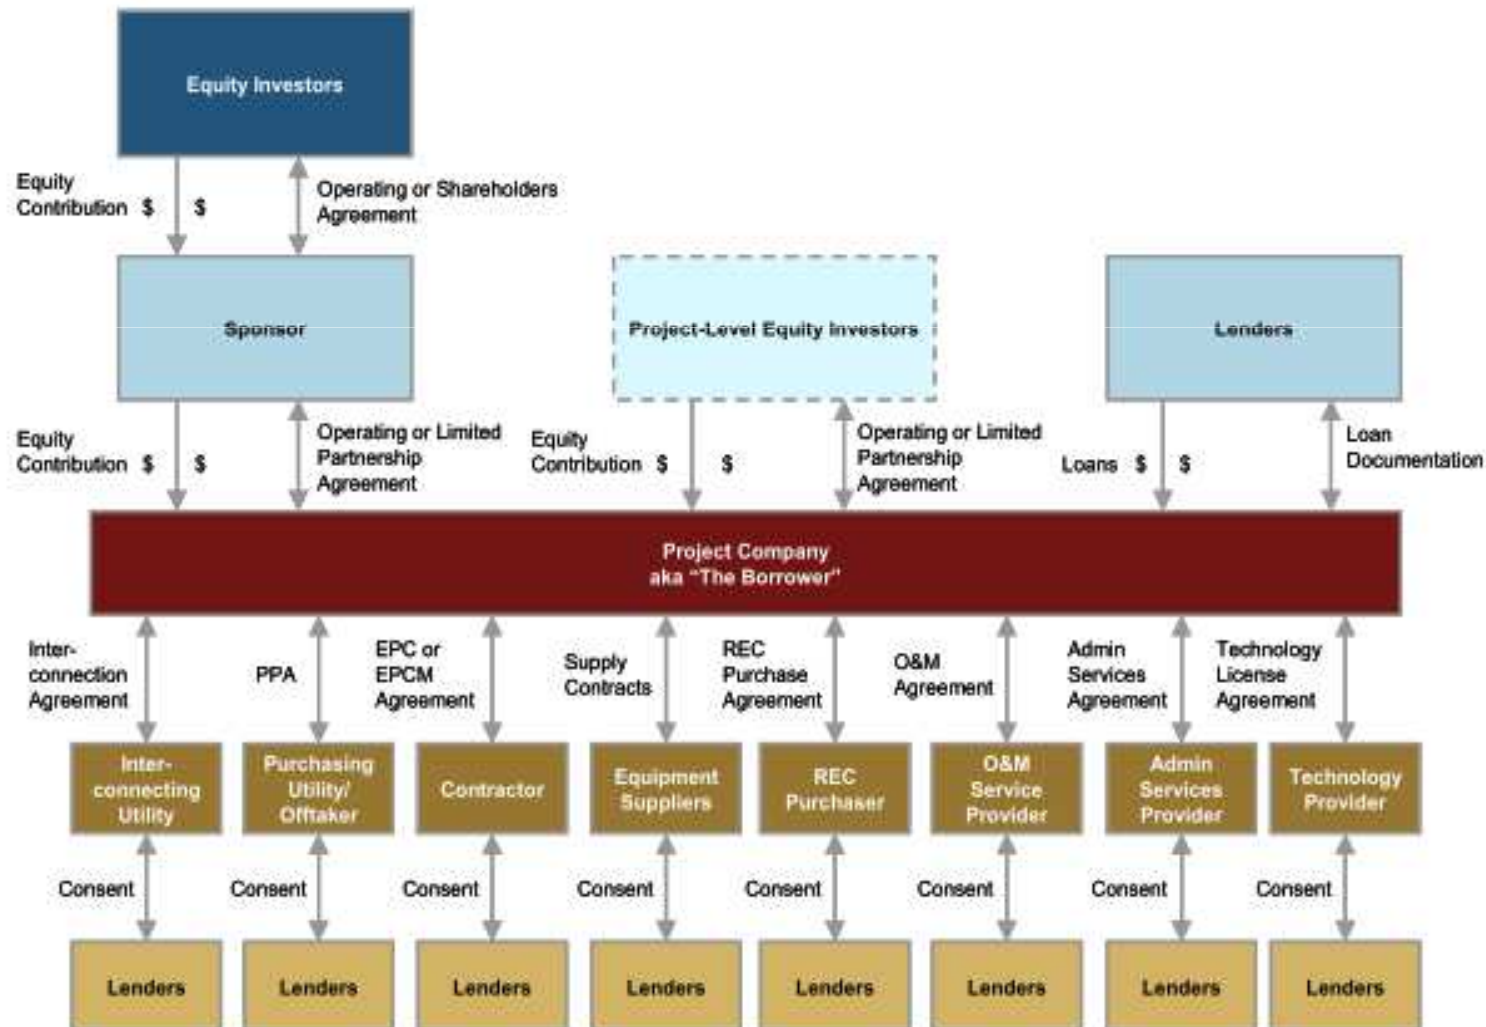 Equity Investors
Equity
Contribution $ $
Operating or Shareholders
Agreement
Sponsor
Project-Level Equity Investors
Lenders
Equity
Contribution $ $
Operating or Limited
Partnership
Agreement
Equity
Contribution $ $
Operating or Limited
Partnership
Agreement
Loans $ $
Loan
Documentation
Project Company
aka “The Borrower”
Inter-
connection
Agreement
PPA
EPC or
EPCM
Agreement
Supply
Contracts
REC
Purchase
Agreement
O&M
Agreement
Admin
Services
Agreement
Technology
License
Agreement
Inter-
connecting
Utility
Purchasing
Utility/
Offtaker
Contractor
Equipment
Suppliers
REC
Purchaser
O&M
Service
Provider
Admin
Services
Provider
Technology
Provider
Consent
Consent
Consent
Consent
Consent
Consent
Consent
Consent
Lenders
Lenders
Lenders
Lenders
Lenders
Lenders
Lenders
Lenders